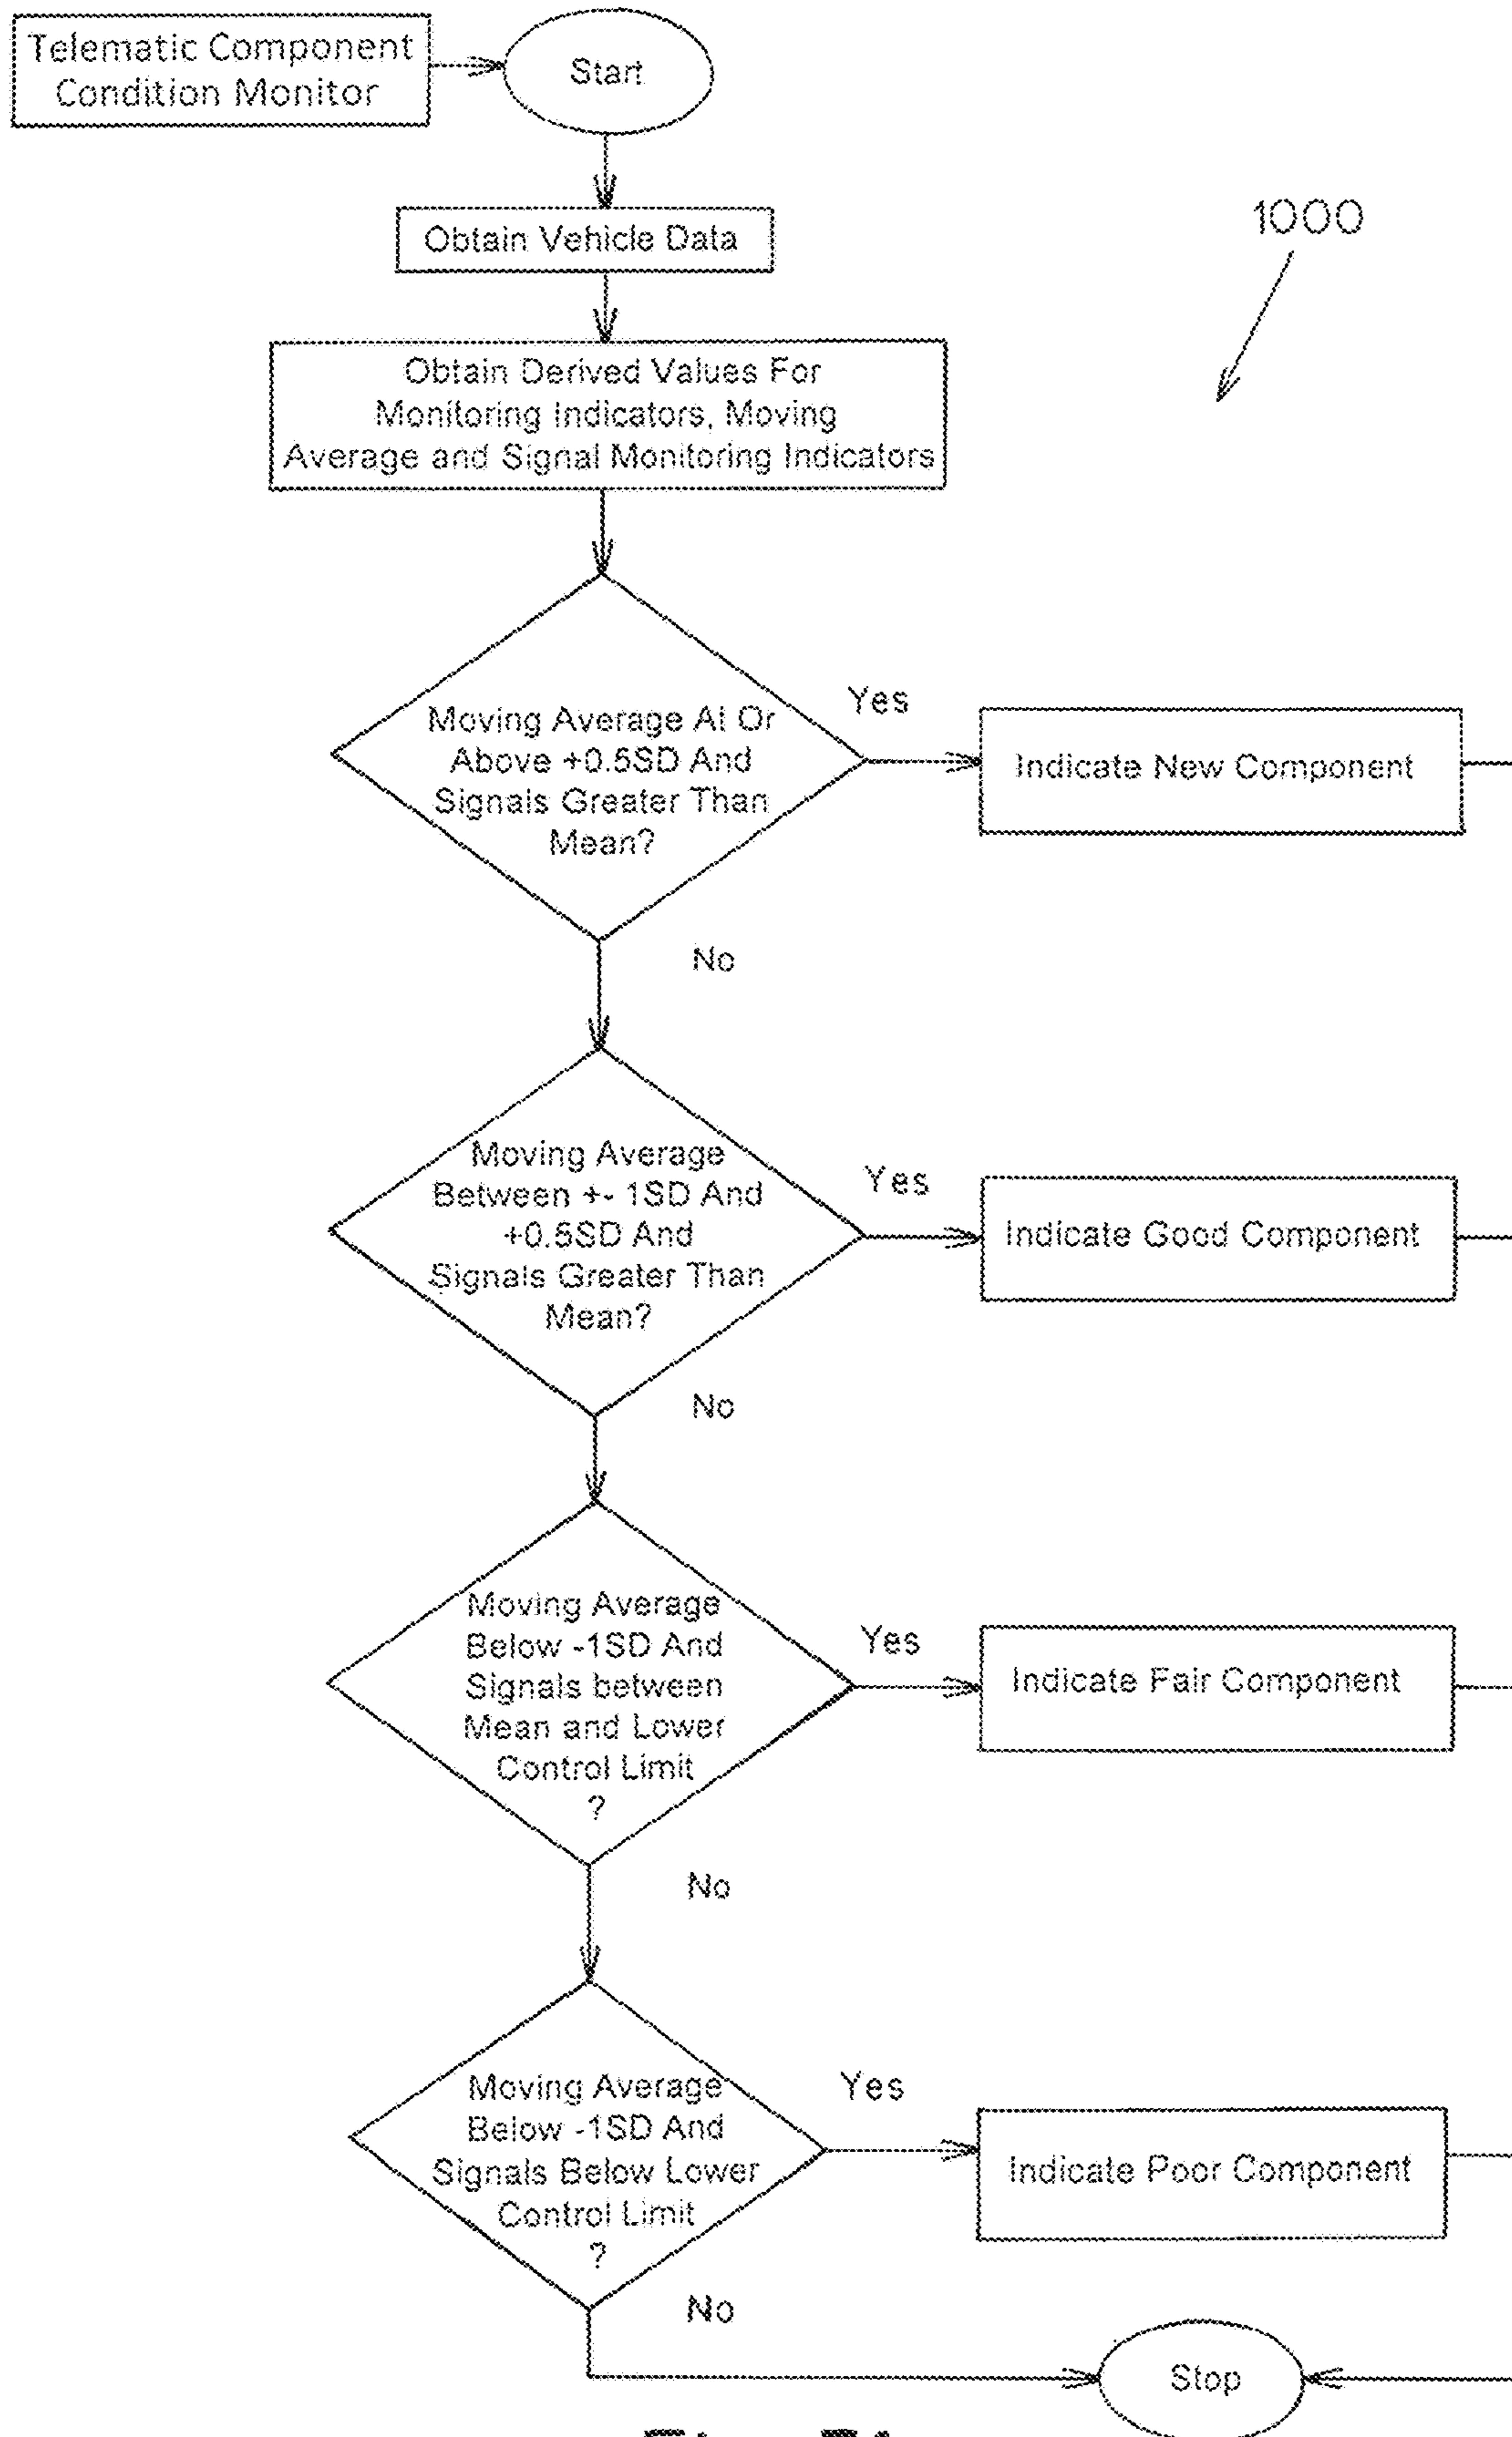 Telematic Component
Condition Monitor
Start
1000
Obtain Vehicle Data
Obtain Derived Values For
Monitoring Indicators, Moving
Average and Signal Monitoring Indicators
Moving Average At Or
Above +0.5SD And
Signals Greater Than
Mean?
Yes
Indicate New Component
No
Moving Average
Between +- 1SD And
+0.5SD And
Signals Greater Than
Mean?
Yes
Indicate Good Component
No
Moving Average
Below -1SD And
Signals between
Mean and Lower
Control Limit
?
Yes
Indicate Fair Component
No
Moving Average
Below -1SD And
Signals Below Lower
Control Limit
?
Yes
Indicate Poor Component
No
Stop